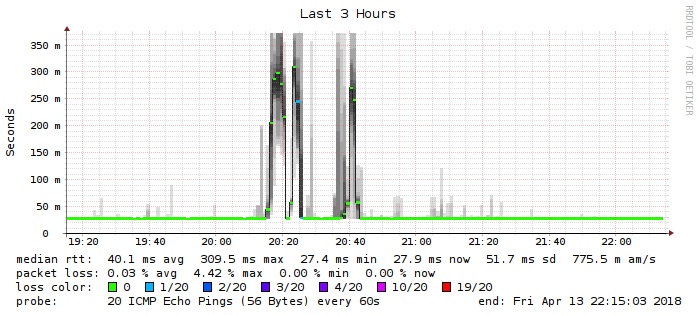 Last 3 Hours
RRDTOOL / TOBI OETIKER
Seconds
350 m
300 m
250 m
200 m
150 m
100 m
50 m
0
19:20 19:40 20:00 20:20 20:40 21:00 21:20 21:40 22:00
median rtt: 40.1 ms avg 309.5 ms max 27.4 ms min 27.9 ms now 51.7 ms sd 775.5 m am/s
packet loss: 0.03 % avg 4.42 % max 0.00 % min 0.00 % now
loss color: 0 1/20 2/20 3/20 4/20 10/20 19/20
probe: 20 ICMP Echo Pings (56 Bytes) every 60s end: Fri Apr 13 22:15:03 2018